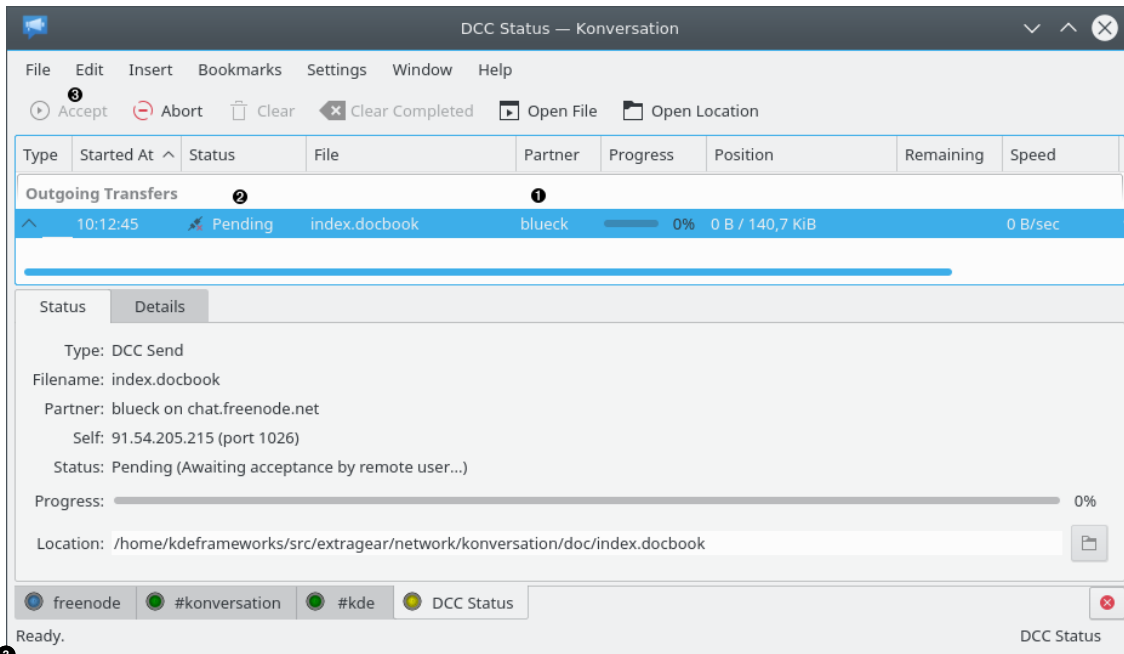 DCC Status — Konversation
File Edit Insert Bookmarks Settings Window Help
❸
Accept Abort Clear Clear Completed Open File Open Location
Type Started At Status File Partner Progress Position Remaining Speed
Outgoing Transfers ❷ ❶
10:12:45 Pending index.docbook blueck 0% 0 B / 140,7 KiB 0 B/sec
Status Details
Type: DCC Send
Filename: index.docbook
Partner: blueck on chat.freenode.net
Self: 91.54.205.215 (port 1026)
Status: Pending (Awaiting acceptance by remote user...)
Progress: 0%
Location: /home/kdeframeworks/src/extragear/network/konversation/doc/index.docbook
freenode #konversation #kde DCC Status
Ready. DCC Status